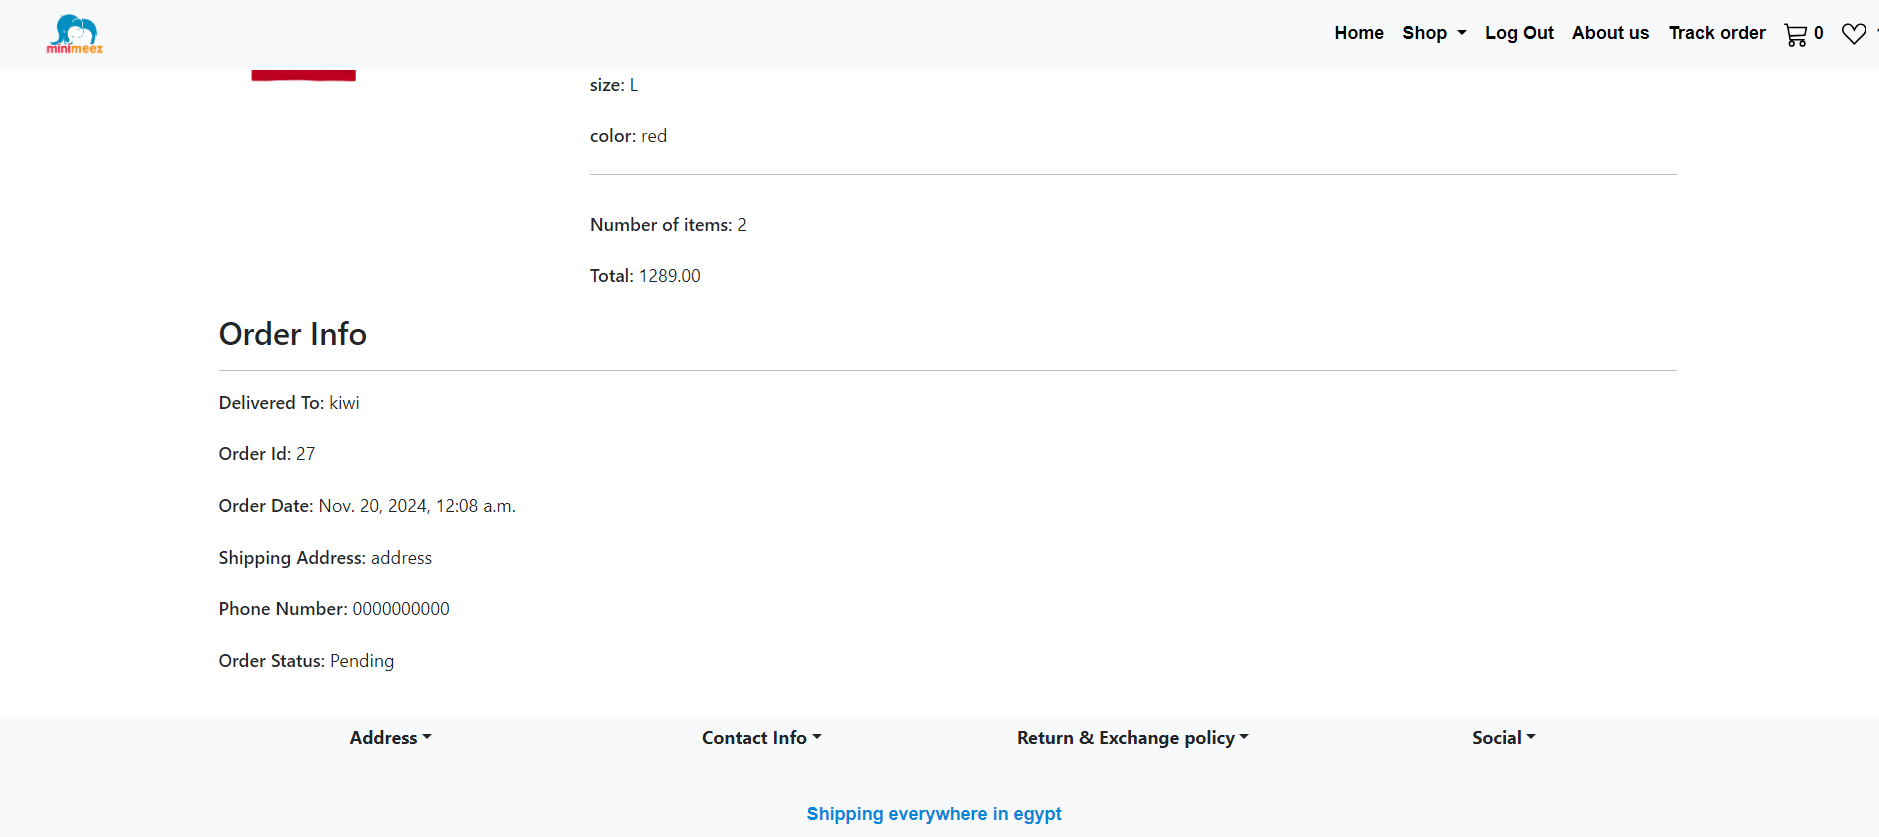 minimeez
Home Shop Log Out About us Track order 0
size: L
color: red
Number of items: 2
Total: 1289.00
Order Info
Delivered To: kiwi
Order Id: 27
Order Date: Nov. 20, 2024, 12:08 a.m.
Shipping Address: address
Phone Number: 0000000000
Order Status: Pending
Address Contact Info Return & Exchange policy Social
Shipping everywhere in egypt